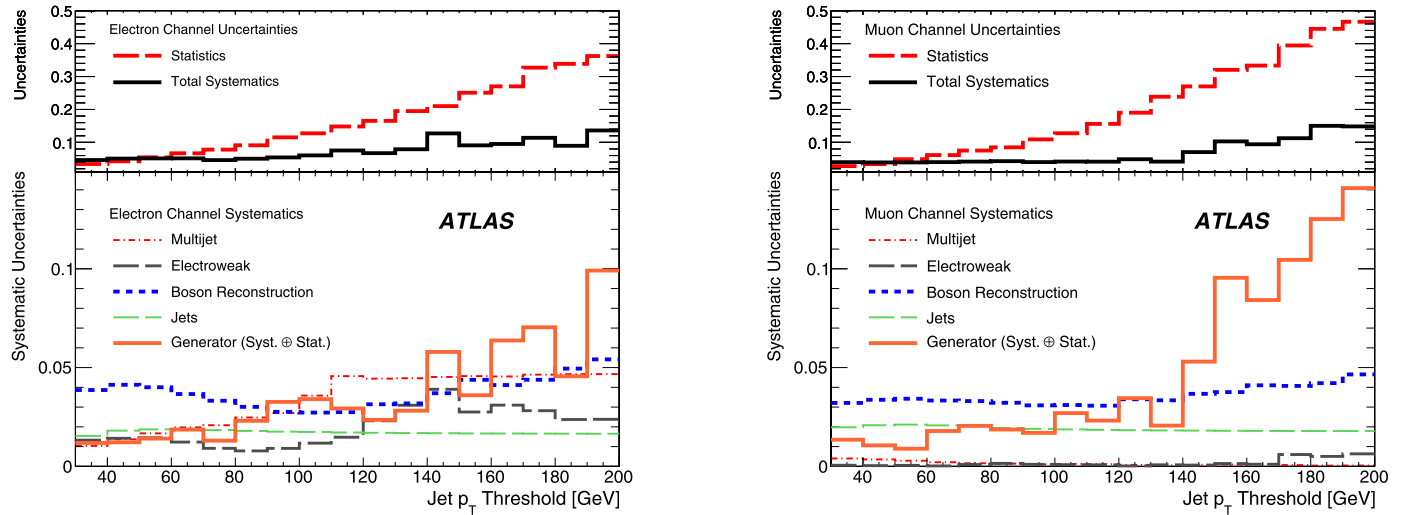 0.5
0.4
0.3
0.2
0.1
Uncertainties
Electron Channel Uncertainties
Statistics
Total Systematics
0.1
0.05
0
Systematic Uncertainties
Electron Channel Systematics
ATLAS
Multijet
Electroweak
Boson Reconstruction
Jets
Generator (Syst. ⊕ Stat.)
40 60 80 100 120 140 160 180 200
Jet pT Threshold [GeV]
0.5
0.4
0.3
0.2
0.1
Uncertainties
Muon Channel Uncertainties
Statistics
Total Systematics
0.1
0.05
0
Systematic Uncertainties
Muon Channel Systematics
ATLAS
Multijet
Electroweak
Boson Reconstruction
Jets
Generator (Syst. ⊕ Stat.)
40 60 80 100 120 140 160 180 200
Jet pT Threshold [GeV]